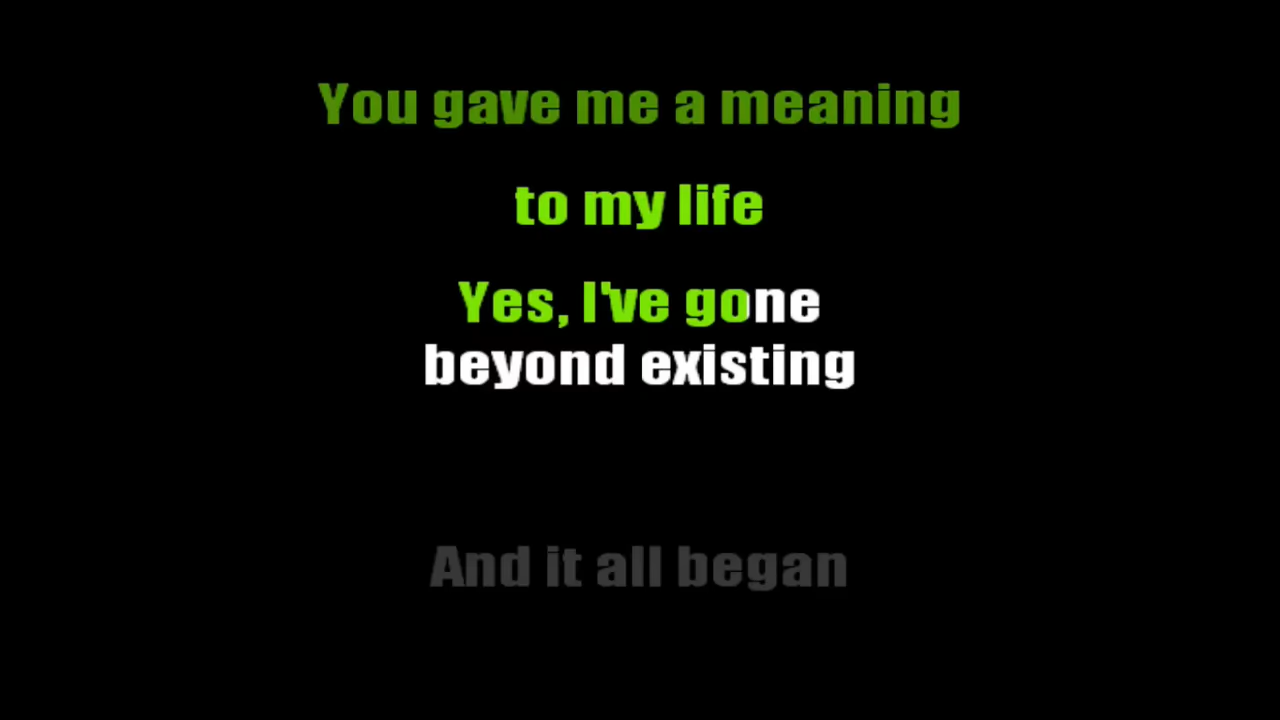 You gave me a meaning
to my life
Yes, I've gone
beyond existing
And it all began